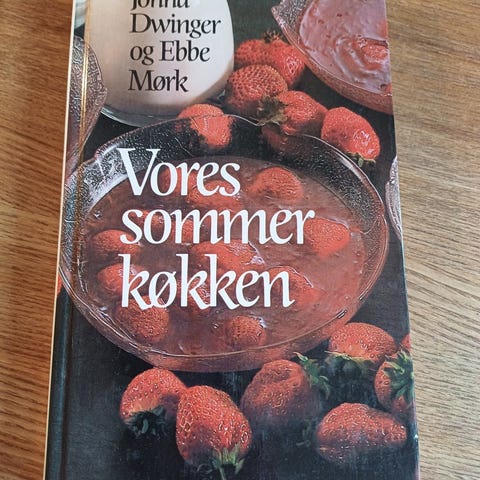 Jonna
Dwinger
og Ebbe
Mørk
Vores
sommer
køkken